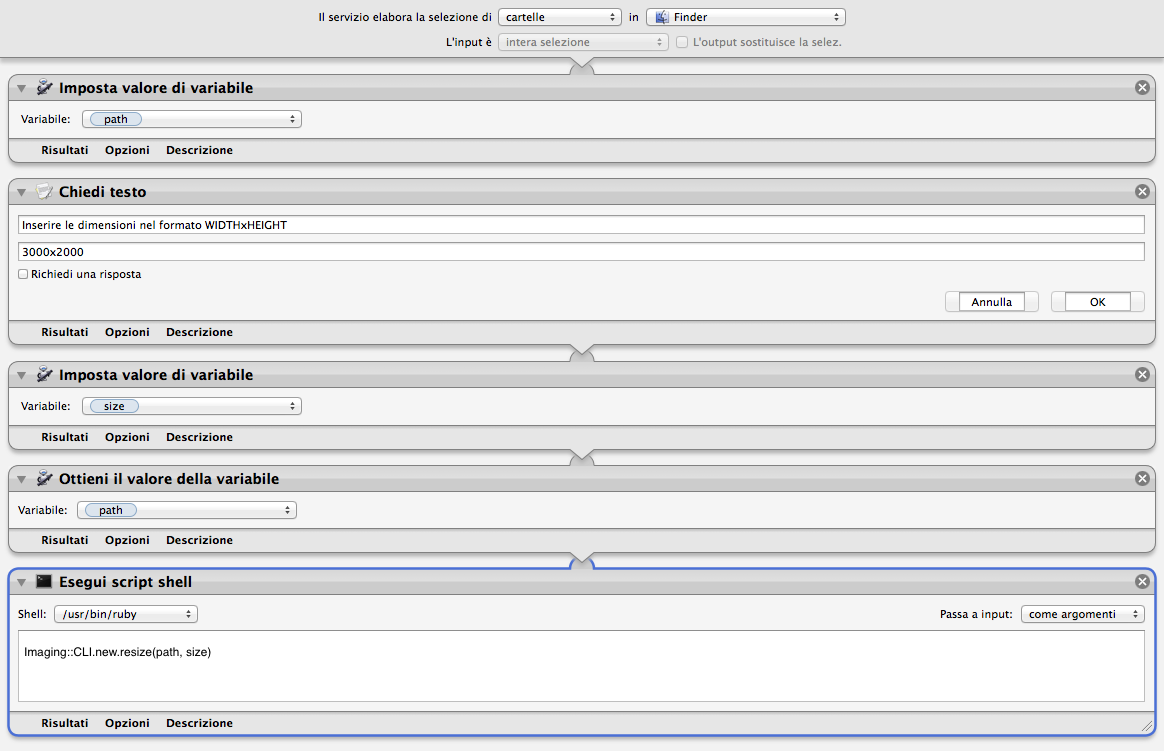 Il servizio elabora la selezione di cartelle in Finder
L'input è intera selezione L'output sostituisce la selez.
Imposta valore di variabile
Variabile: path
Risultati Opzioni Descrizione
Chiedi testo
Inserire le dimensioni nel formato WIDTHxHEIGHT
3000x2000
Richiedi una risposta
Annulla OK
Risultati Opzioni Descrizione
Imposta valore di variabile
Variabile: size
Risultati Opzioni Descrizione
Ottieni il valore della variabile
Variabile: path
Risultati Opzioni Descrizione
Esegui script shell
Shell: /usr/bin/ruby Passa a input: come argomenti
Imaging::CLI.new.resize(path, size)
Risultati Opzioni Descrizione